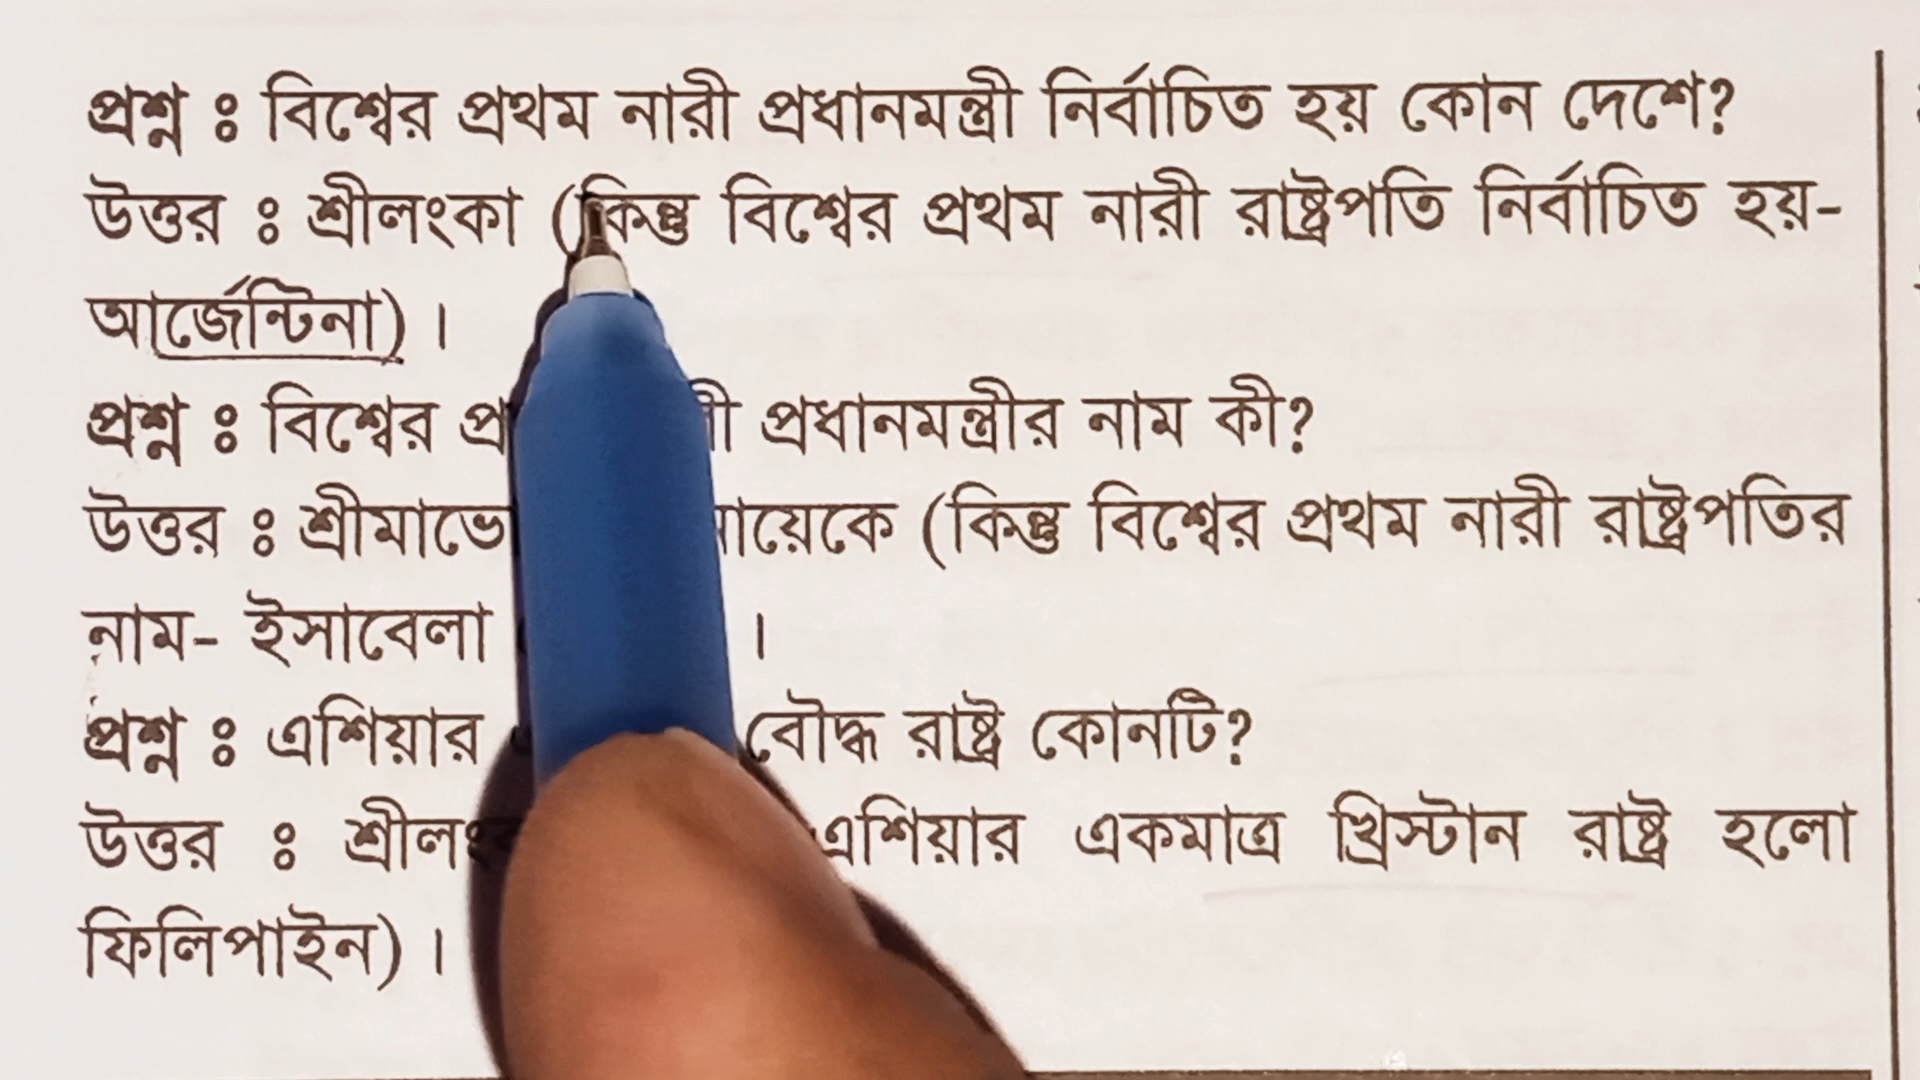 প্রশ্ন : বিশ্বের প্রথম নারী প্রধানমন্ত্রী নির্বাচিত হয় কোন দেশে?
উত্তর : শ্রীলংকা (কিন্তু বিশ্বের প্রথম নারী রাষ্ট্রপতি নির্বাচিত হয়-
আর্জেন্টিনা) ।
প্রশ্ন : বিশ্বের প্রধানমন্ত্রীর নাম কী?
উত্তর : (কিন্তু বিশ্বের প্রথম নারী রাষ্ট্রপতির
নাম- ইসাবেলা ।
প্রশ্ন : এশিয়ার বৌদ্ধ রাষ্ট্র কোনটি?
উত্তর : এশিয়ার একমাত্র খ্রিস্টান রাষ্ট্র হলো
ফিলিপাইন) ।